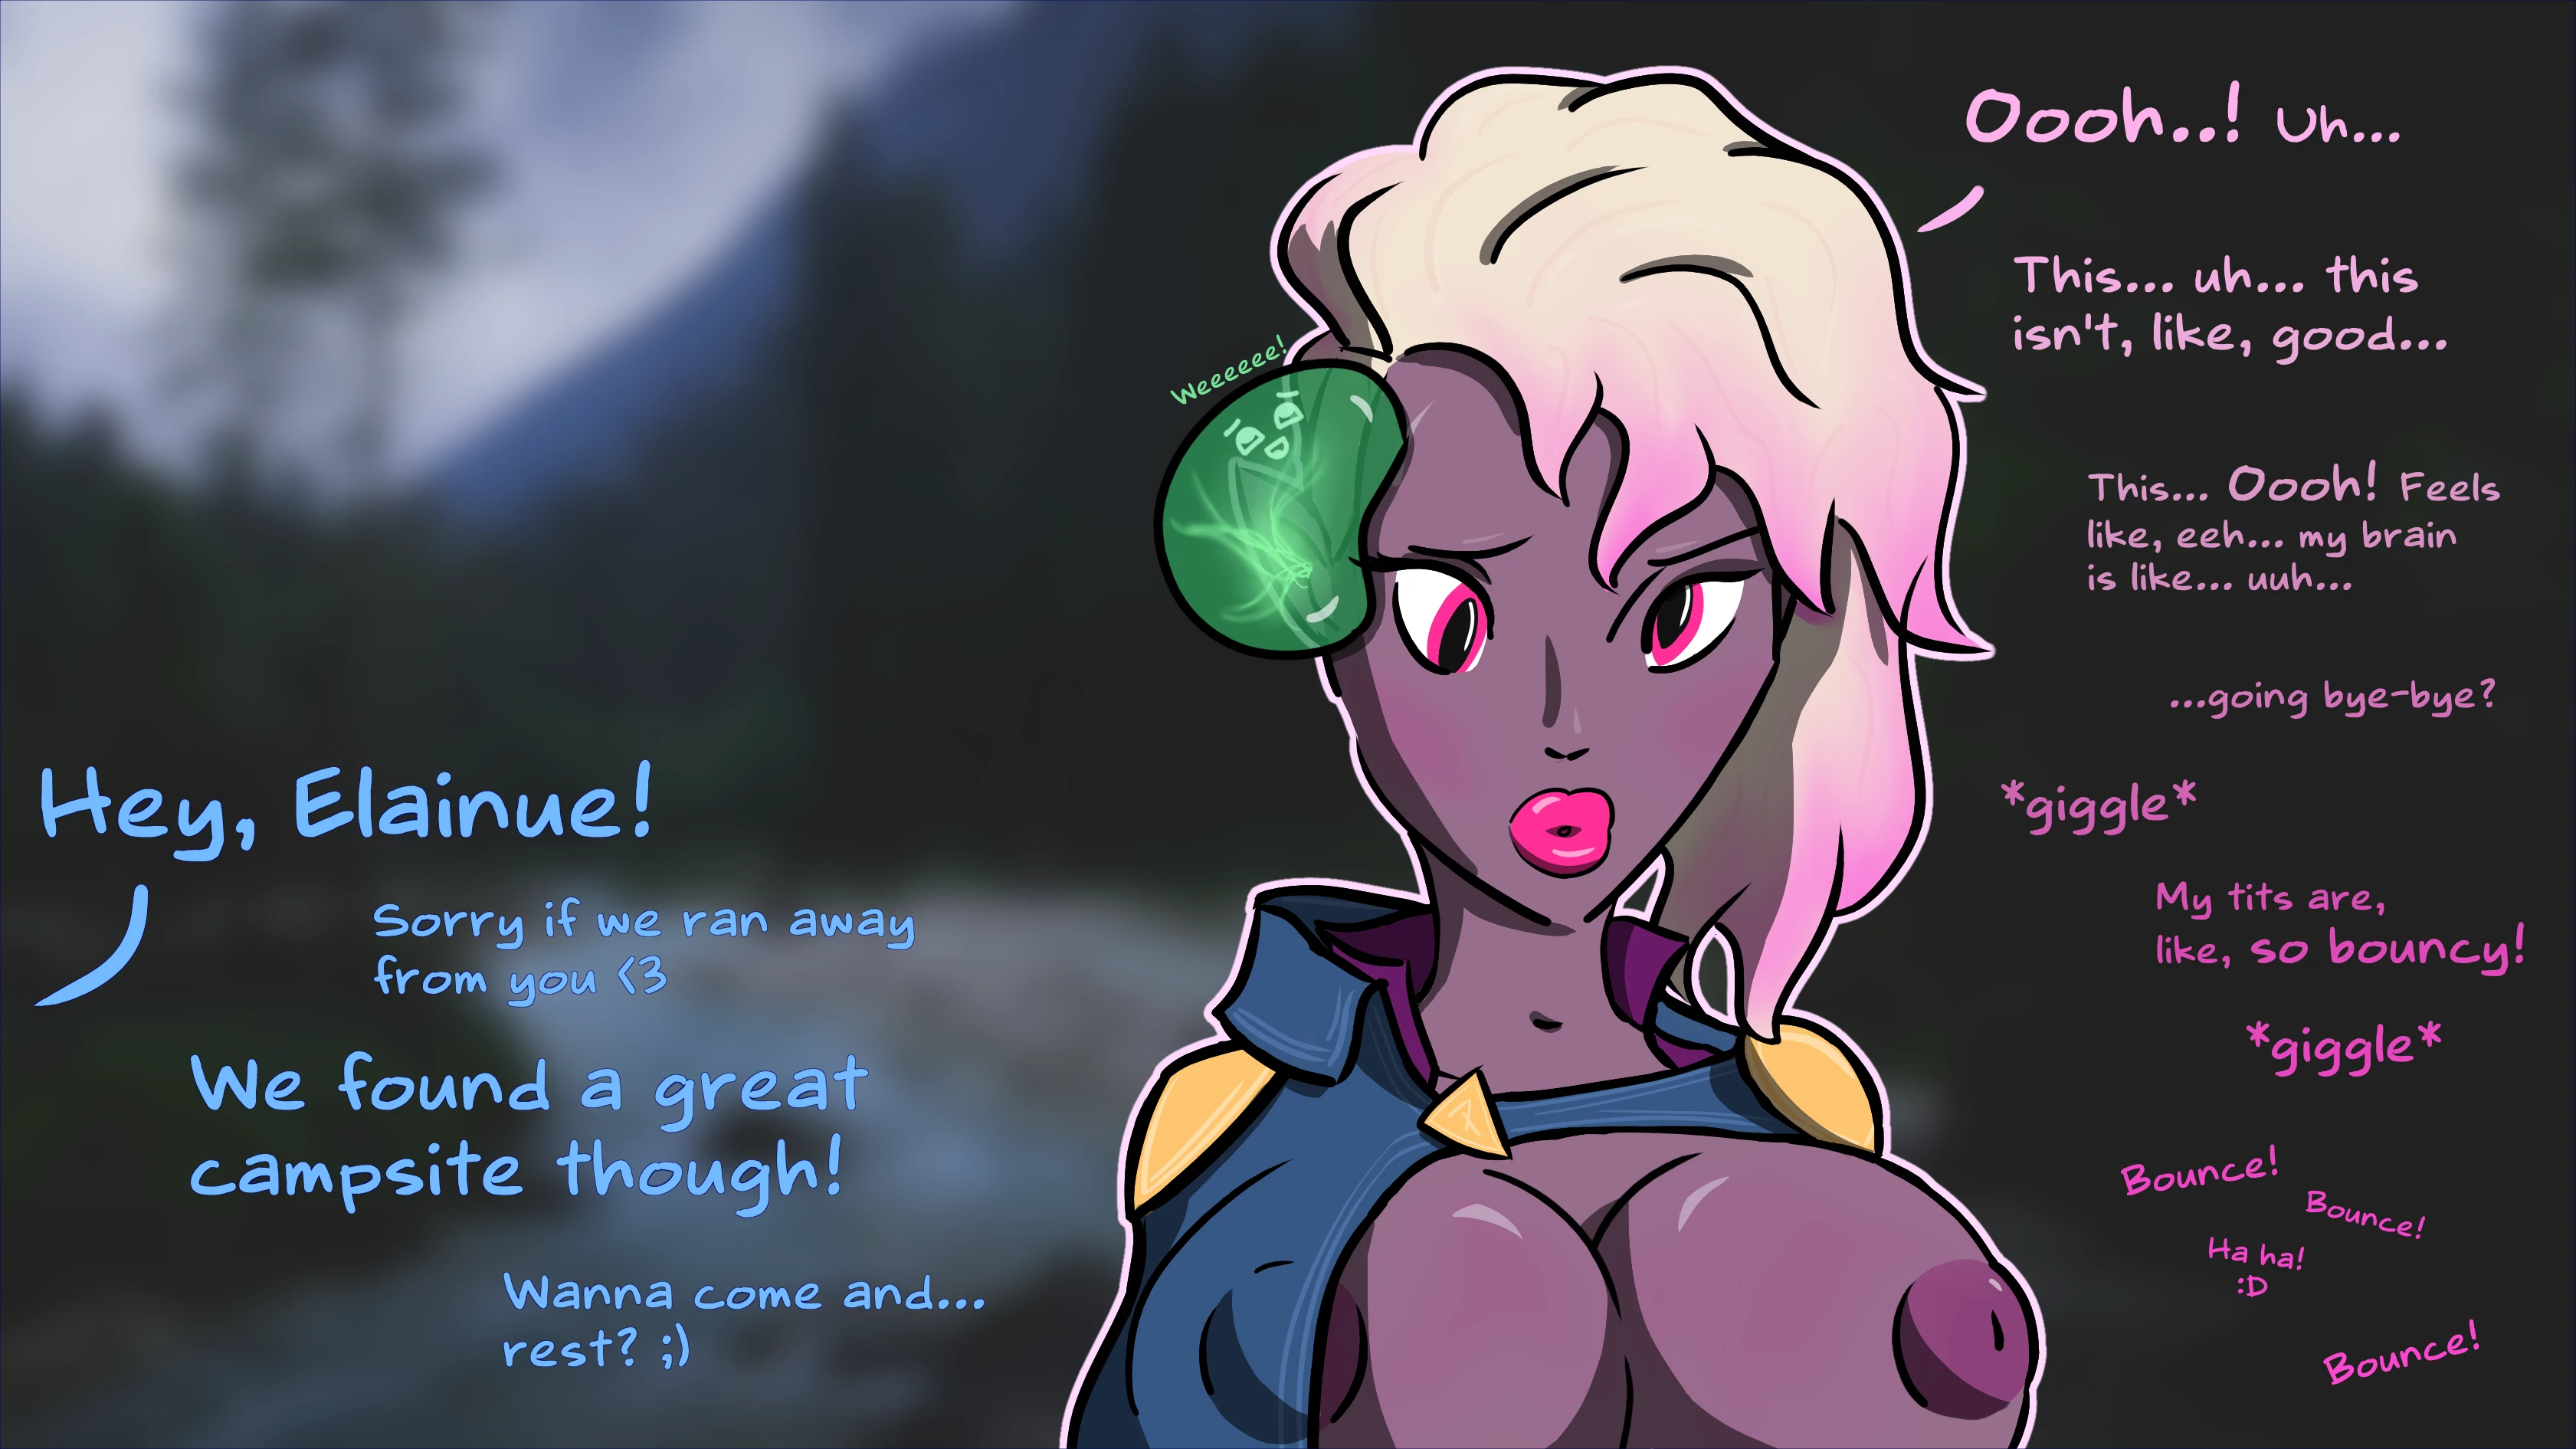 Oooh..! Uh...
This... uh... this
isn't, like, good...
Weeeeee!
This... Oooh! Feels
like, eeh... my brain
is like... uuh...
...going bye-bye?
*giggle*
My tits are,
like, so bouncy!
*giggle*
Bounce!
Bounce!
Ha ha!
:D
Bounce!
Hey, Elainue!
Sorry if we ran away
from you <3
We found a great
campsite though!
Wanna come and...
rest? ;)